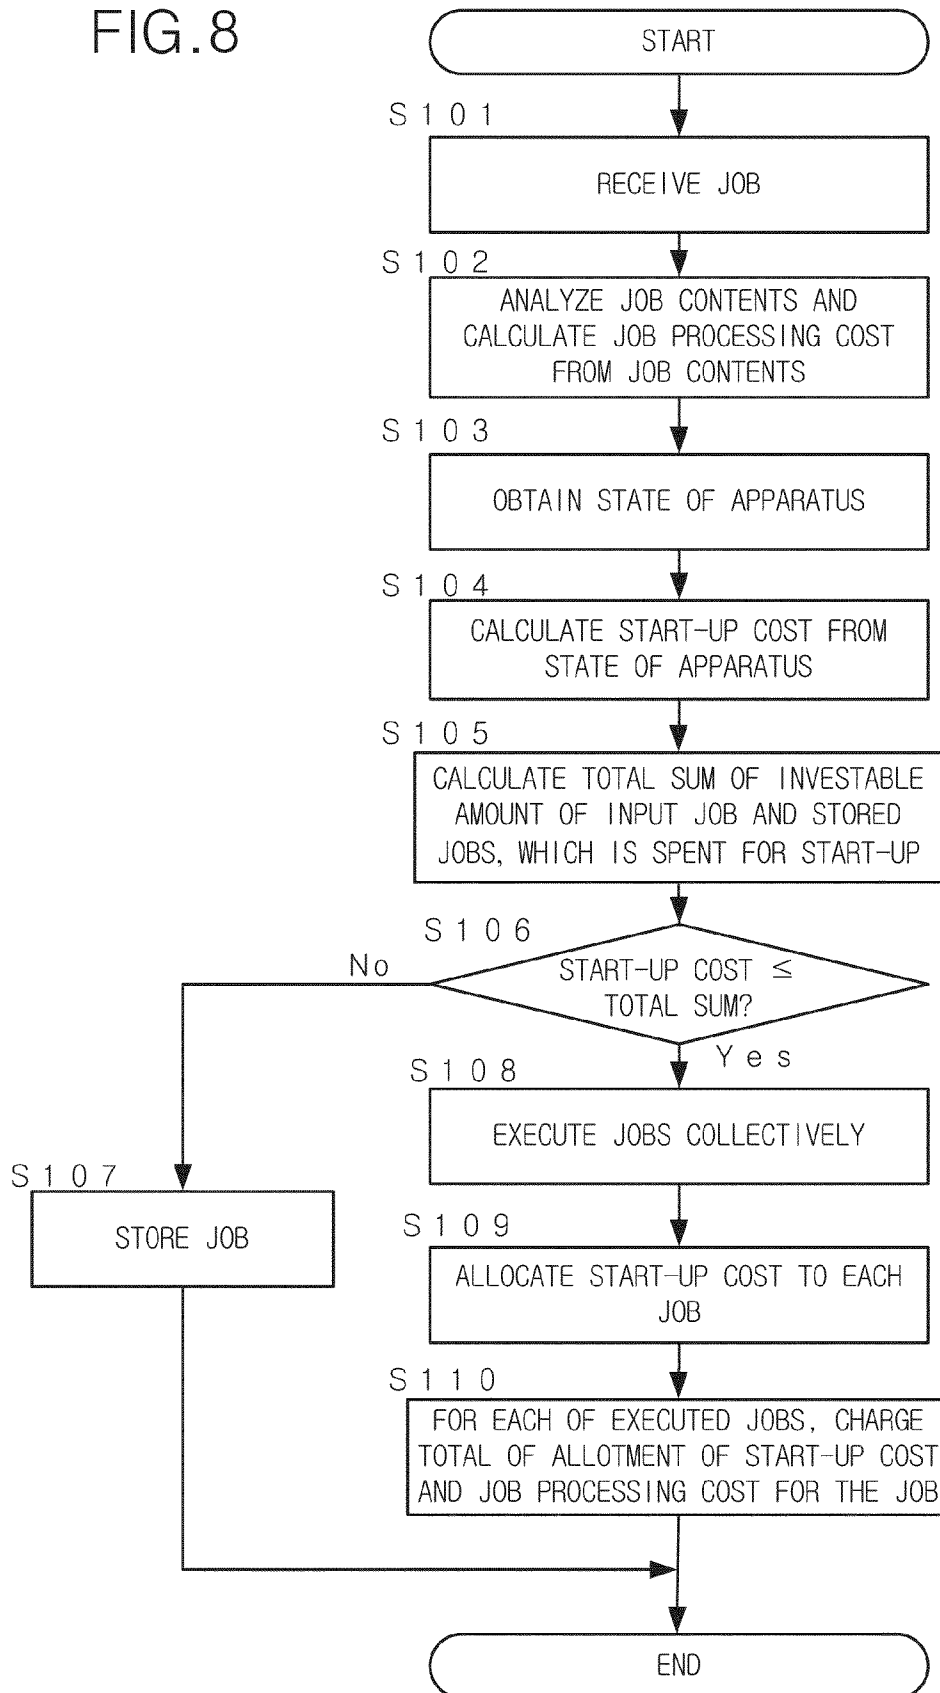 FIG.8
START
S101
RECEIVE JOB
S102
ANALYZE JOB CONTENTS AND
CALCULATE JOB PROCESSING COST
FROM JOB CONTENTS
S103
OBTAIN STATE OF APPARATUS
S104
CALCULATE START-UP COST FROM
STATE OF APPARATUS
S105
CALCULATE TOTAL SUM OF INVESTABLE
AMOUNT OF INPUT JOB AND STORED
JOBS, WHICH IS SPENT FOR START-UP
S106
START-UP COST ≤
TOTAL SUM?
No
Yes
S108
EXECUTE JOBS COLLECTIVELY
S107
STORE JOB
S109
ALLOCATE START-UP COST TO EACH
JOB
S110
FOR EACH OF EXECUTED JOBS, CHARGE
TOTAL OF ALLOTMENT OF START-UP COST
AND JOB PROCESSING COST FOR THE JOB
END